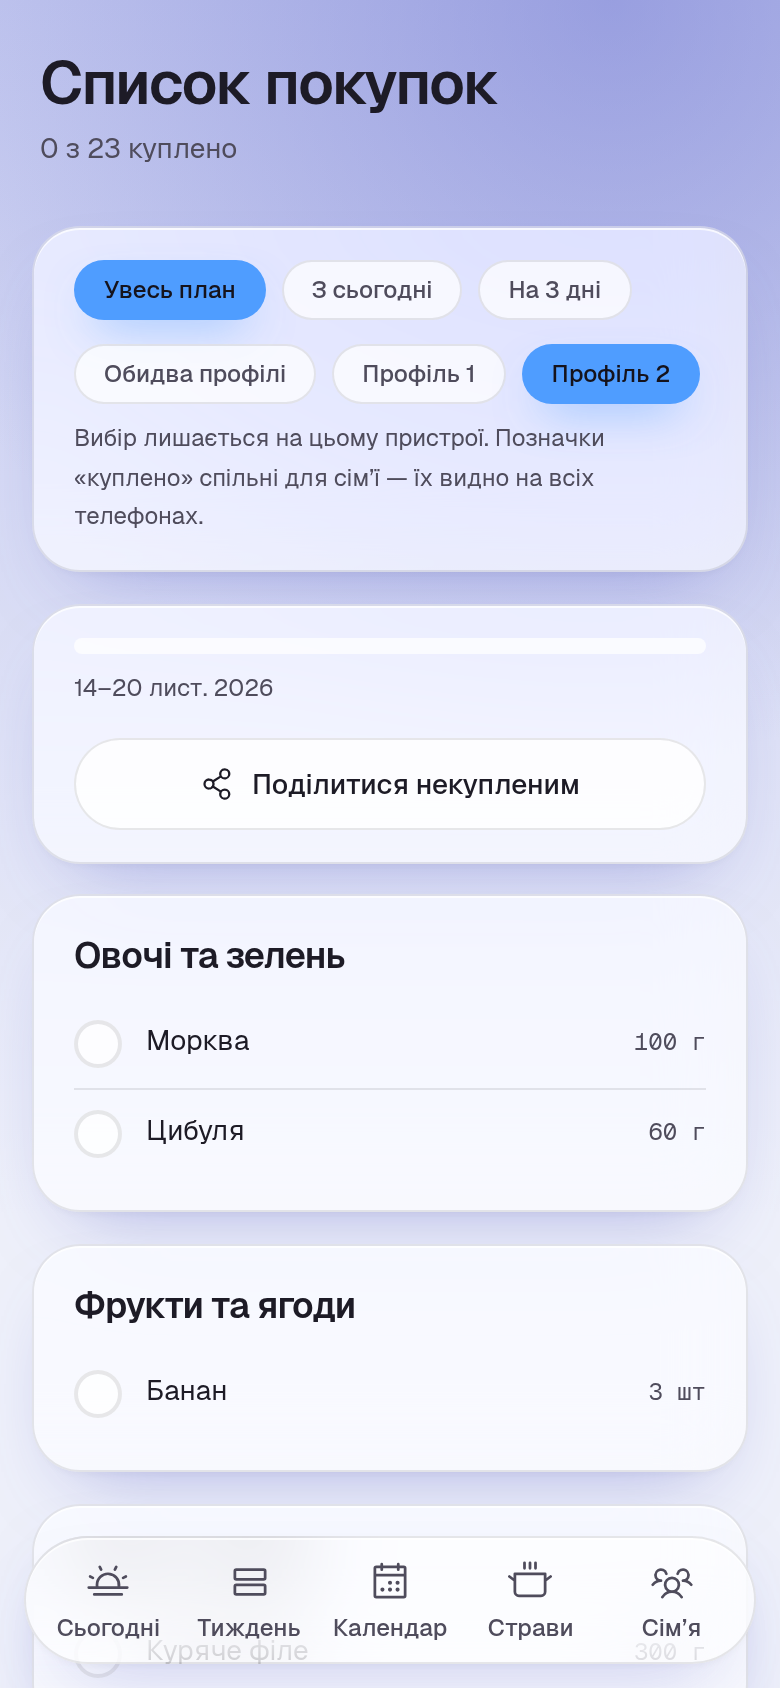 Список покупок
0 з 23 куплено
Увесь план
З сьогодні
На 3 дні
Обидва профілі
Профіль 1
Профіль 2
Вибір лишається на цьому пристрої. Позначки
«куплено» спільні для сім’ї — їх видно на всіх
телефонах.
14–20 лист. 2026
Поділитися некупленим
Овочі та зелень
Морква 100 г
Цибуля 60 г
Фрукти та ягоди
Банан 3 шт
Сьогодні
Тиждень
Календар
Страви
Сім’я
Куряче філе 300 г